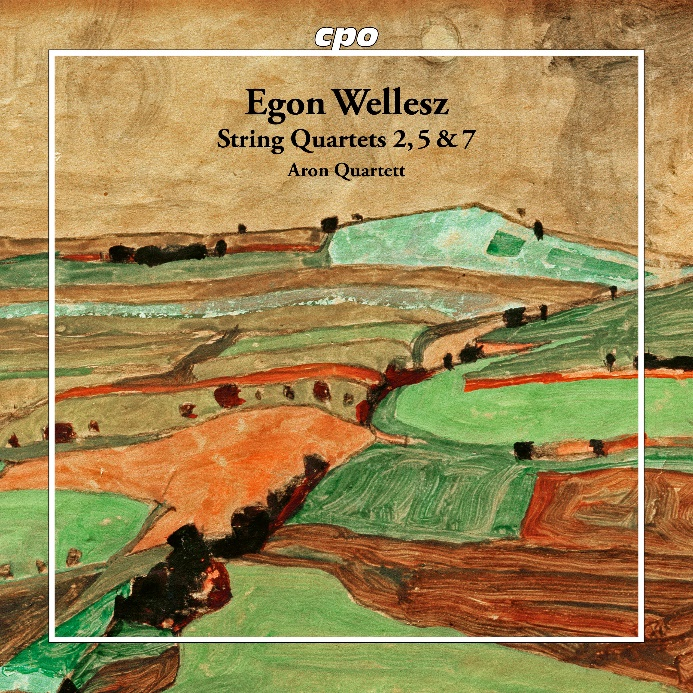 cpo
Egon Wellesz
String Quartets 2, 5 & 7
Aron Quartett